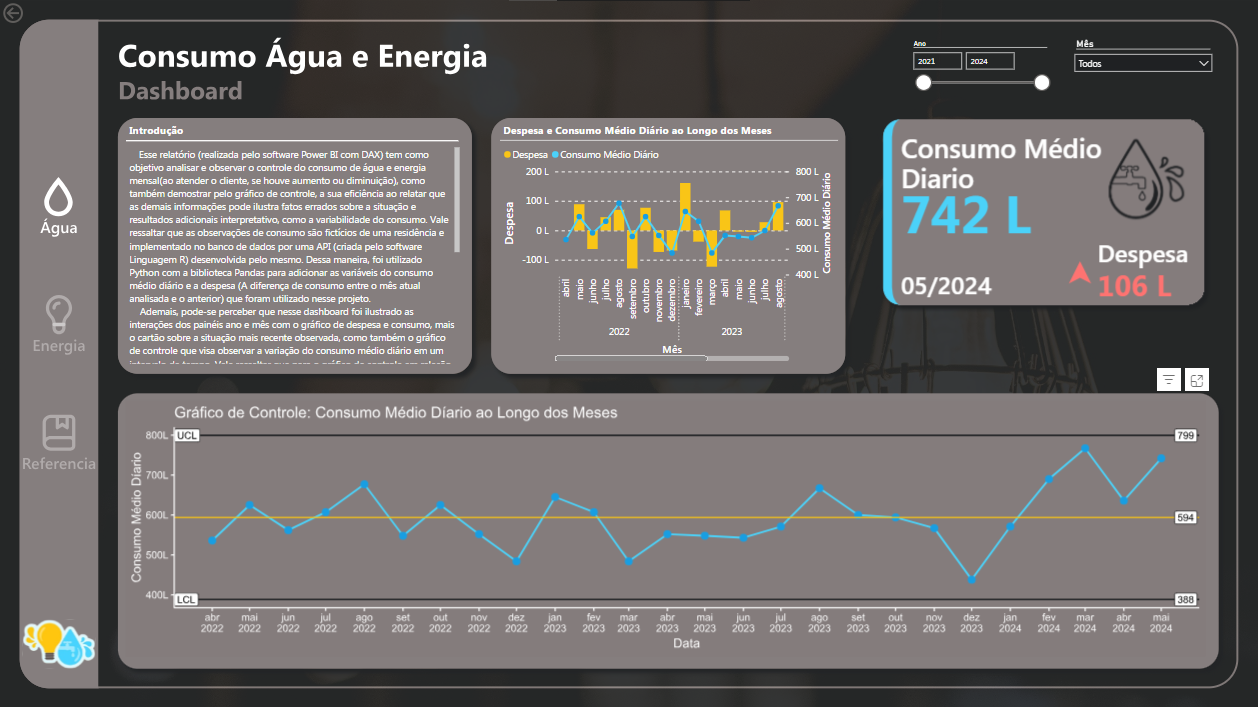 Consumo Água e Energia
Dashboard
Ano
2021
2024
Mês
Todos
Água
Energia
Referencia
Introdução
Esse relatório (realizada pelo software Power BI com DAX) tem como
objetivo analisar e observar o controle do consumo de água e energia
mensal(ao atender o cliente, se houve aumento ou diminuição), como
também demostrar pelo gráfico de controle, a sua eficiência ao relatar que
as demais informações pode ilustra fatos errados sobre a situação e
resultados adicionais interpretativo, como a variabilidade do consumo. Vale
ressaltar que as observações de consumo são fictícios de uma residência e
implementado no banco de dados por uma API (criada pelo software
Linguagem R) desenvolvida pelo mesmo. Dessa maneira, foi utilizado
Python com a biblioteca Pandas para adicionar as variáveis do consumo
médio diário e a despesa (A diferença de consumo entre o mês atual
analisada e o anterior) que foram utilizado nesse projeto.
Ademais, pode-se perceber que nesse dashboard foi ilustrado as
interações dos painéis ano e mês com o gráfico de despesa e consumo, mais
o cartão sobre a situação mais recente observada, como também o gráfico
de controle que visa observar a variação do consumo médio diário em um
Despesa e Consumo Médio Diário ao Longo dos Meses
Despesa Consumo Médio Diário
200 L
100 L
0 L
-100 L
Despesa
800 L
700 L
600 L
500 L
400 L
Consumo Médio Diário
abril maio junho julho agosto setembro outubro novembro dezembro janeiro fevereiro março abril maio junho julho agosto
2022 2023
Mês
Consumo Médio
Diario
742 L
Despesa
106 L
05/2024
Gráfico de Controle: Consumo Médio Díario ao Longo dos Meses
800L
700L
600L
500L
400L
Consumo Médio Díario
UCL
LCL
799
594
388
abr mai jun jul ago set out nov dez jan fev mar abr mai jun jul ago set out nov dez jan fev mar abr mai
2022 2022 2022 2022 2022 2022 2022 2022 2022 2023 2023 2023 2023 2023 2023 2023 2023 2023 2023 2023 2023 2024 2024 2024 2024 2024
Data